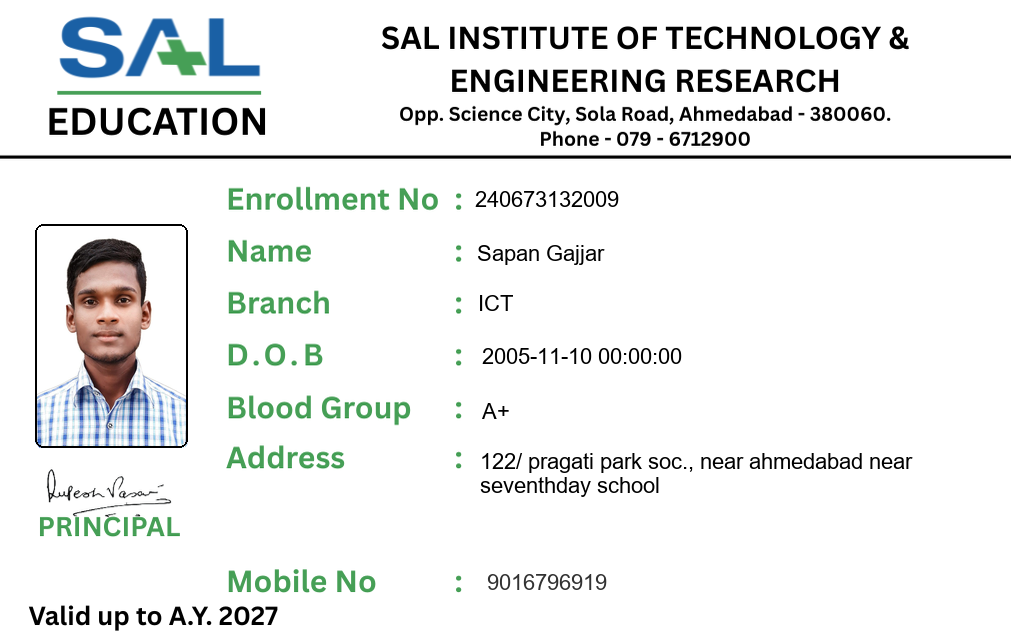 SAL
EDUCATION
SAL INSTITUTE OF TECHNOLOGY &
ENGINEERING RESEARCH
Opp. Science City, Sola Road, Ahmedabad - 380060.
Phone - 079 - 6712900
Enrollment No : 240673132009
Name : Sapan Gajjar
Branch : ICT
D.O.B : 2005-11-10 00:00:00
Blood Group : A+
Address : 122/ pragati park soc., near ahmedabad near
seventhday school
PRINCIPAL
Mobile No : 9016796919
Valid up to A.Y. 2027